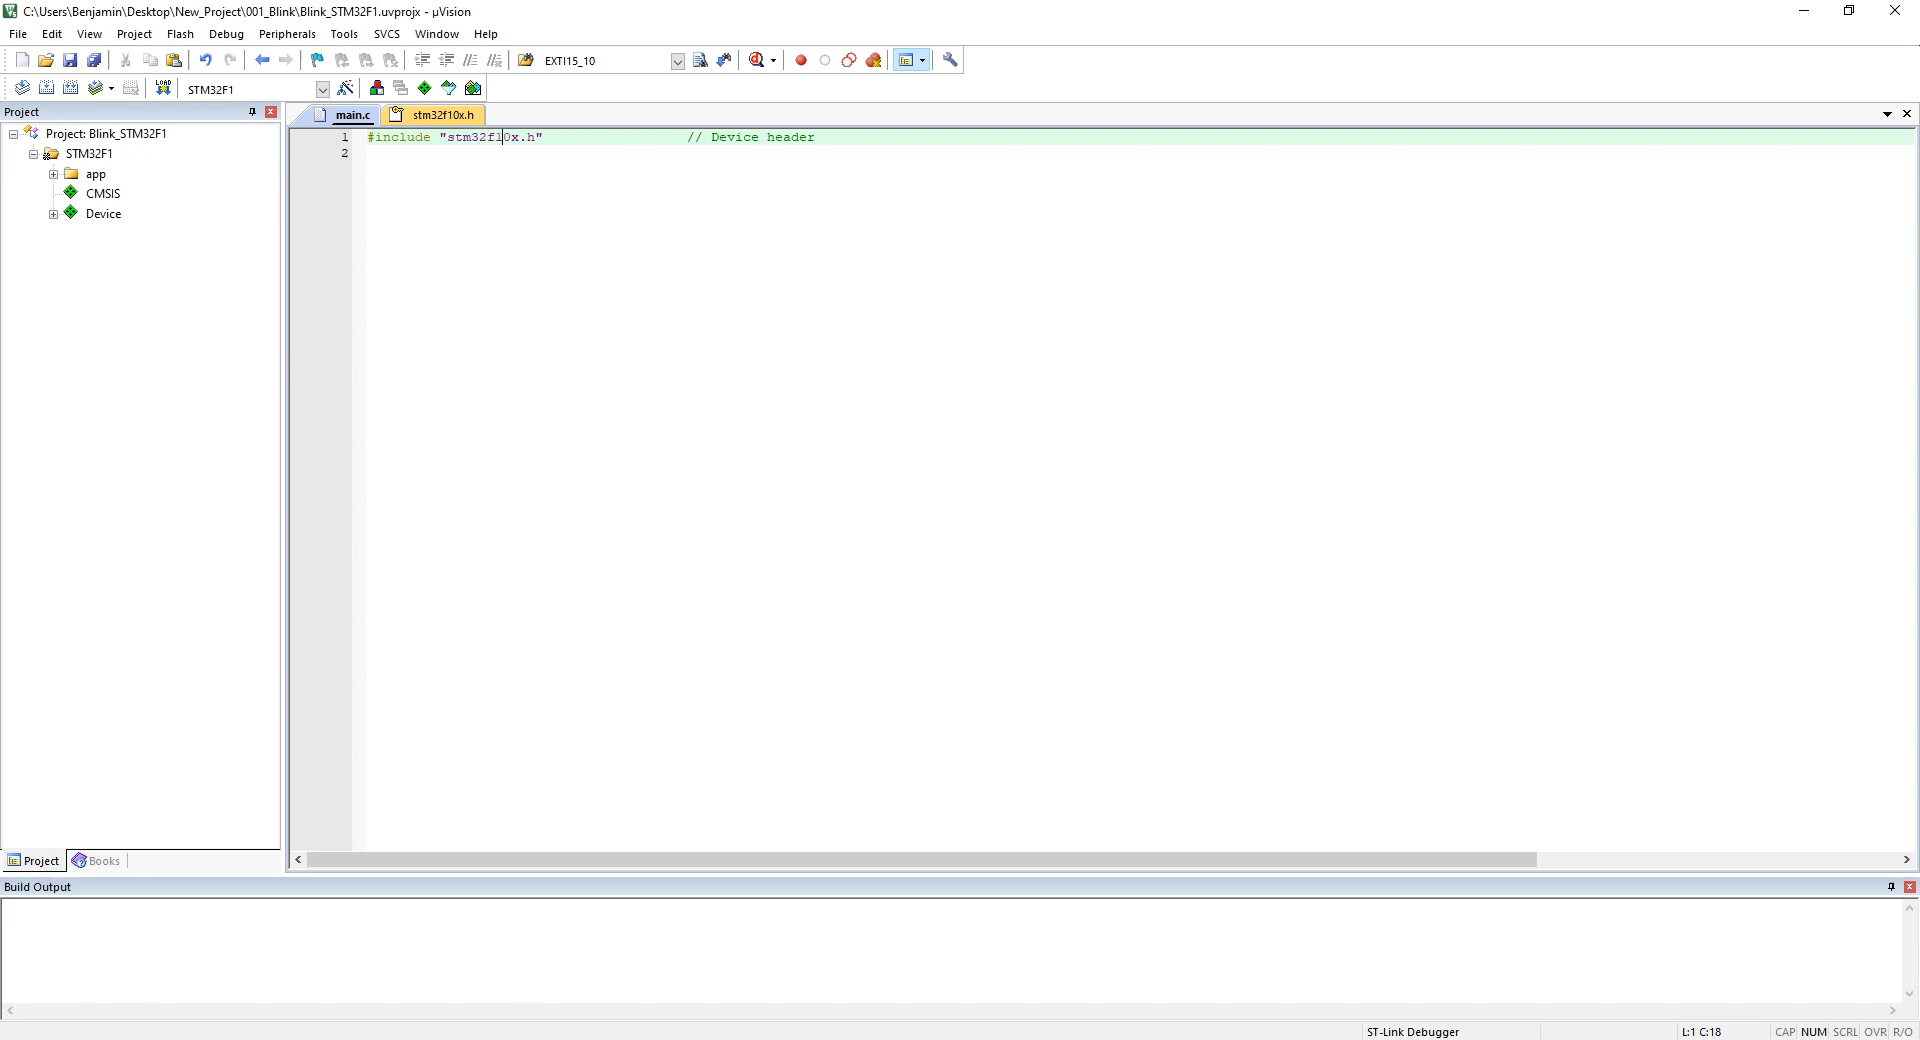 C:\Users\Benjamin\Desktop\New_Project\001_Blink\Blink_STM32F1.uvprojx - µVision
File Edit View Project Flash Debug Peripherals Tools SVCS Window Help
EXTI15_10
LOAD STM32F1
Project
main.c stm32f10x.h
Project: Blink_STM32F1
STM32F1
app
CMSIS
Device
1 #include "stm32f10x.h" // Device header
2
Project Books
Build Output
ST-Link Debugger L:1 C:18 CAP NUM SCRL OVR R/O